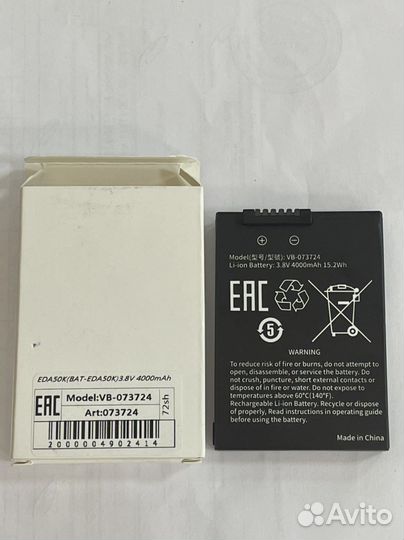 EDA50K(BAT-EDA50K)3.8V 4000mAh
EAC
Model:VB-073724
Art:073724
72sh
2000004902414
Model(型号/型號): VB-073724
Li-ion Battery: 3.8V 4000mAh 15.2Wh
EAC
5
To reduce risk of fire or burns, do not attempt to
open, disassemble, or service the battery pack.
Do not crush, puncture, short external contacts or
dispose of in fire or water. Do not expose to
temperatures above 60°C(140°F).
Rechargeable Li-ion Battery. Recycle or dispose of
properly. Read instructions in operating guide before
use.
Made in China
Avito